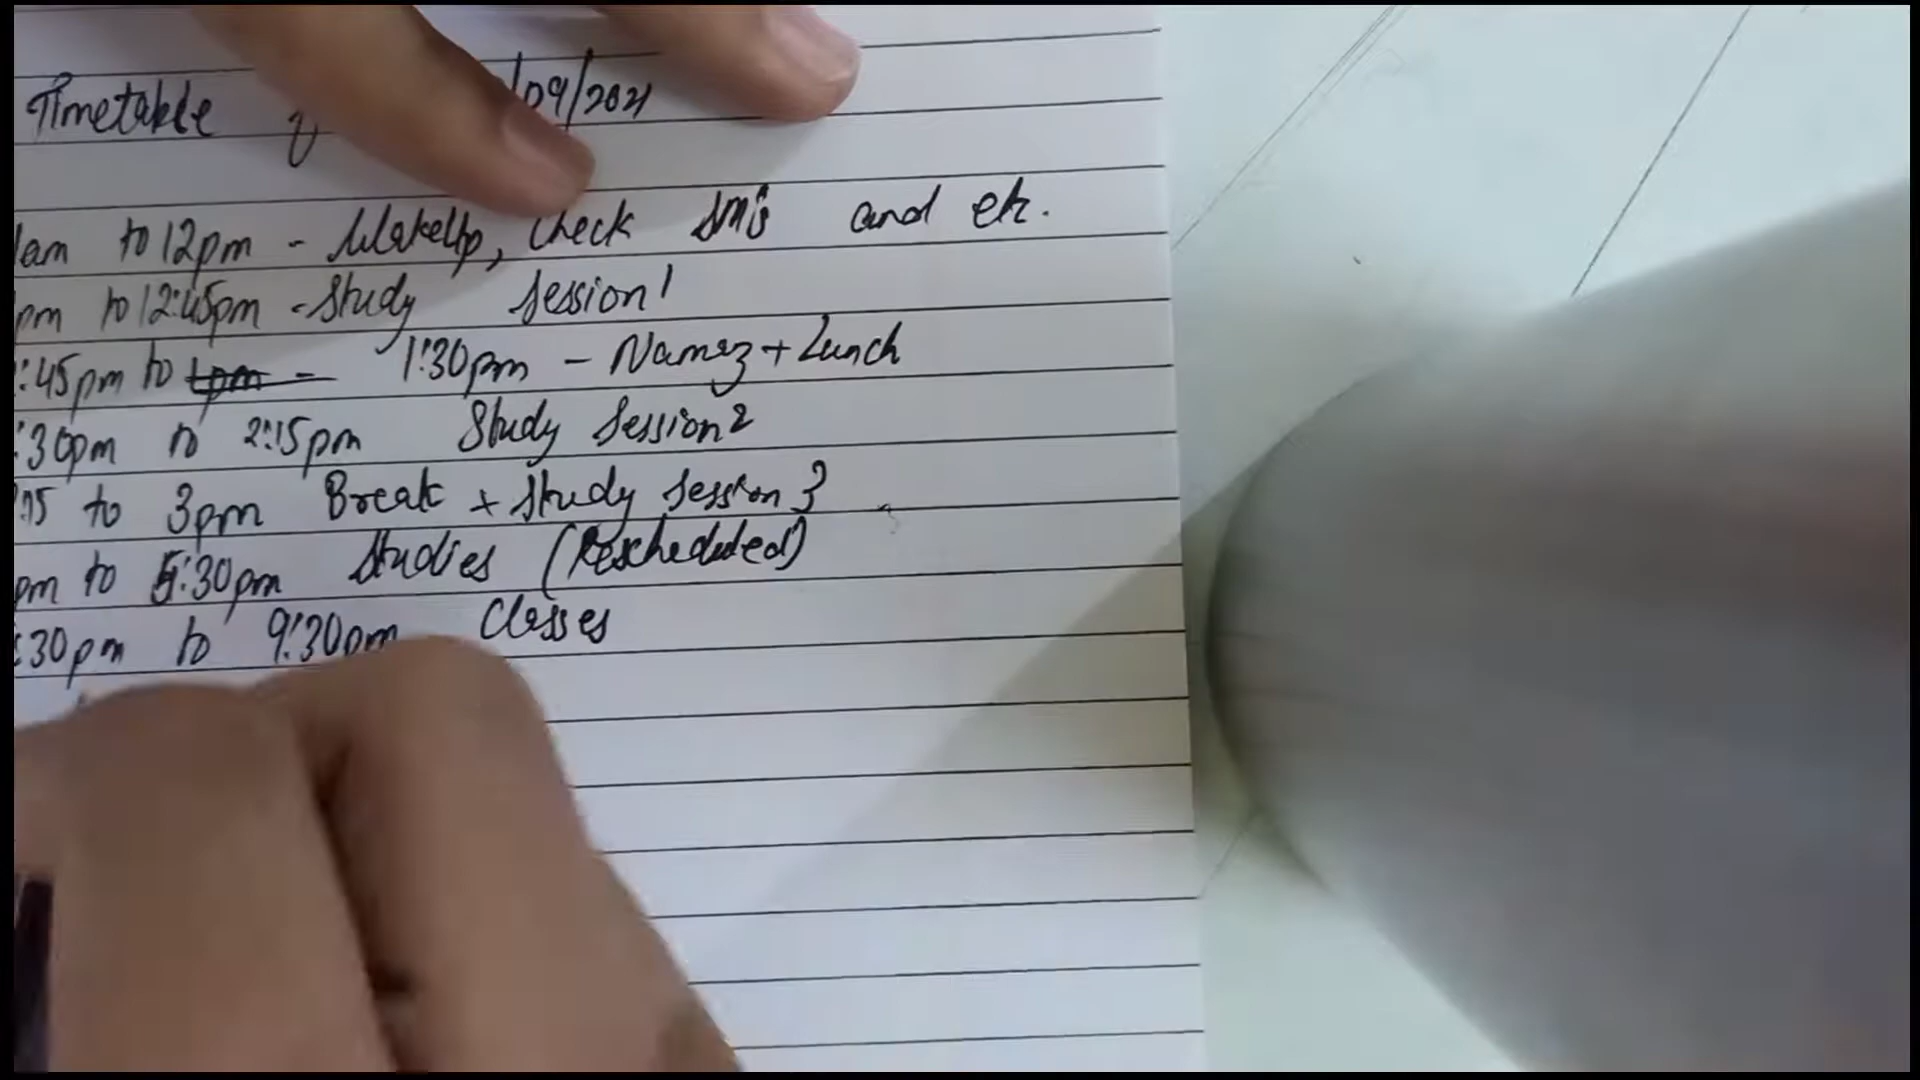 Timetable /09/2021
am to 12pm - WakeUp, Check SMS and etc.
pm to 12:45pm - Study Session 1
:45pm to 1pm - 1:30pm - Namaz + Lunch
:30pm to 2:15pm Study Session 2
:15 to 3pm Break + Study Session 3
pm to 5:30pm Studies (Rescheduled)
:30pm to 9:30pm Classes